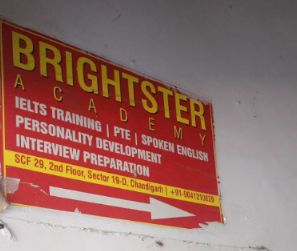 BRIGHTSTER
ACADEMY
IELTS TRAINING | PTE | SPOKEN ENGLISH
PERSONALITY DEVELOPMENT
INTERVIEW PREPARATION
SCF 29, 2nd Floor, Sector 19-D, Chandigarh |